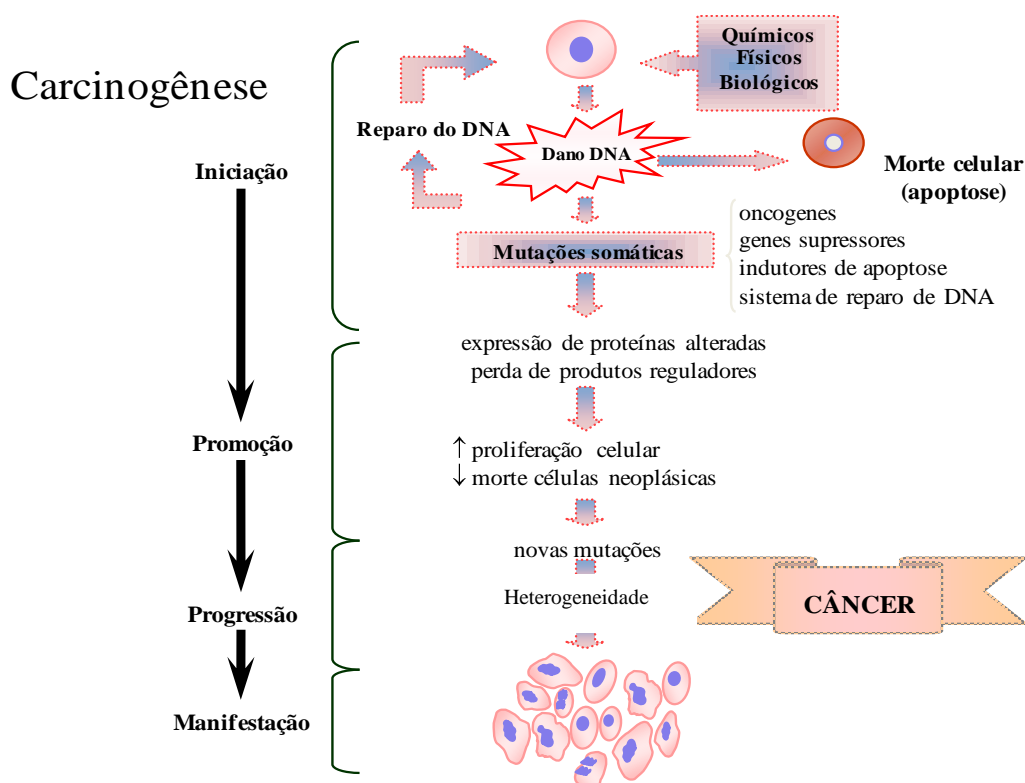 Carcinogênese
Químicos
Físicos
Biológicos
Reparo do DNA
Dano DNA
Iniciação
Morte celular
(apoptose)
Mutações somáticas
oncogenes
genes supressores
indutores de apoptose
sistema de reparo de DNA
expressão de proteínas alteradas
perda de produtos reguladores
Promoção
↑ proliferação celular
↓ morte células neoplásicas
novas mutações
Heterogeneidade
CÂNCER
Progressão
Manifestação